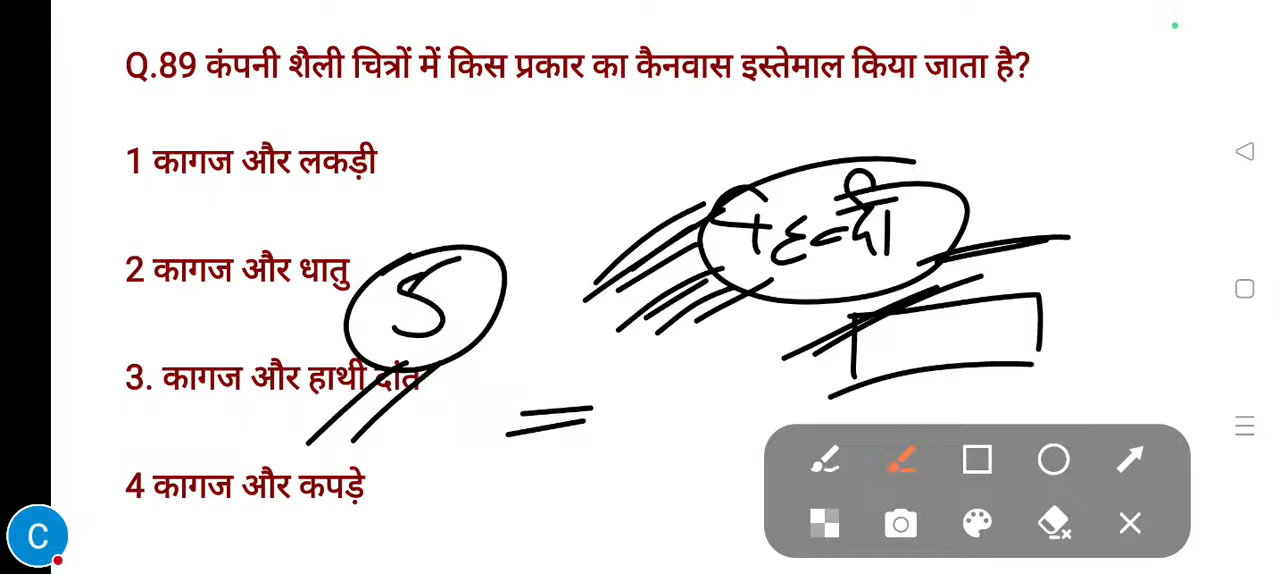 Q.89 कंपनी शैली चित्रों में किस प्रकार का कैनवास इस्तेमाल किया जाता है?
1 कागज और लकड़ी
2 कागज और धातु
5
3. कागज और हाथी दांत
4 कागज और कपड़े
C